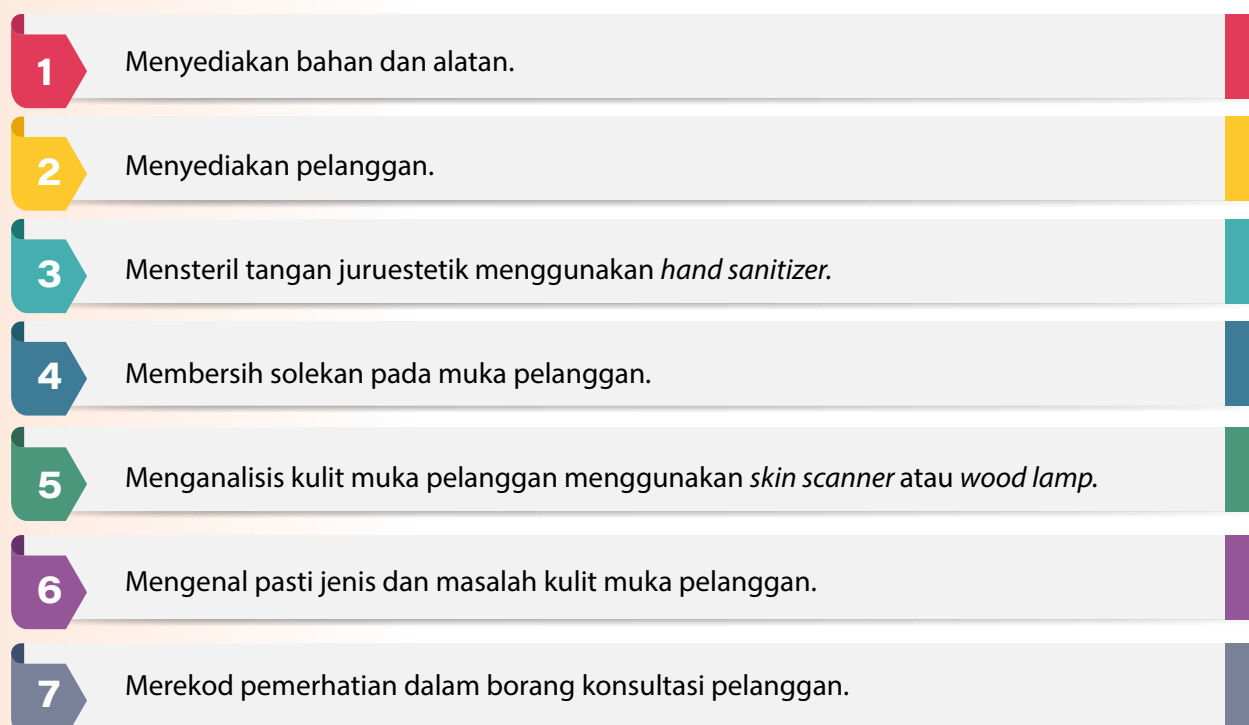 1 Menyediakan bahan dan alatan.
2 Menyediakan pelanggan.
3 Mensteril tangan juruestetik menggunakan hand sanitizer.
4 Membersih solekan pada muka pelanggan.
5 Menganalisis kulit muka pelanggan menggunakan skin scanner atau wood lamp.
6 Mengenal pasti jenis dan masalah kulit muka pelanggan.
7 Merekod pemerhatian dalam borang konsultasi pelanggan.